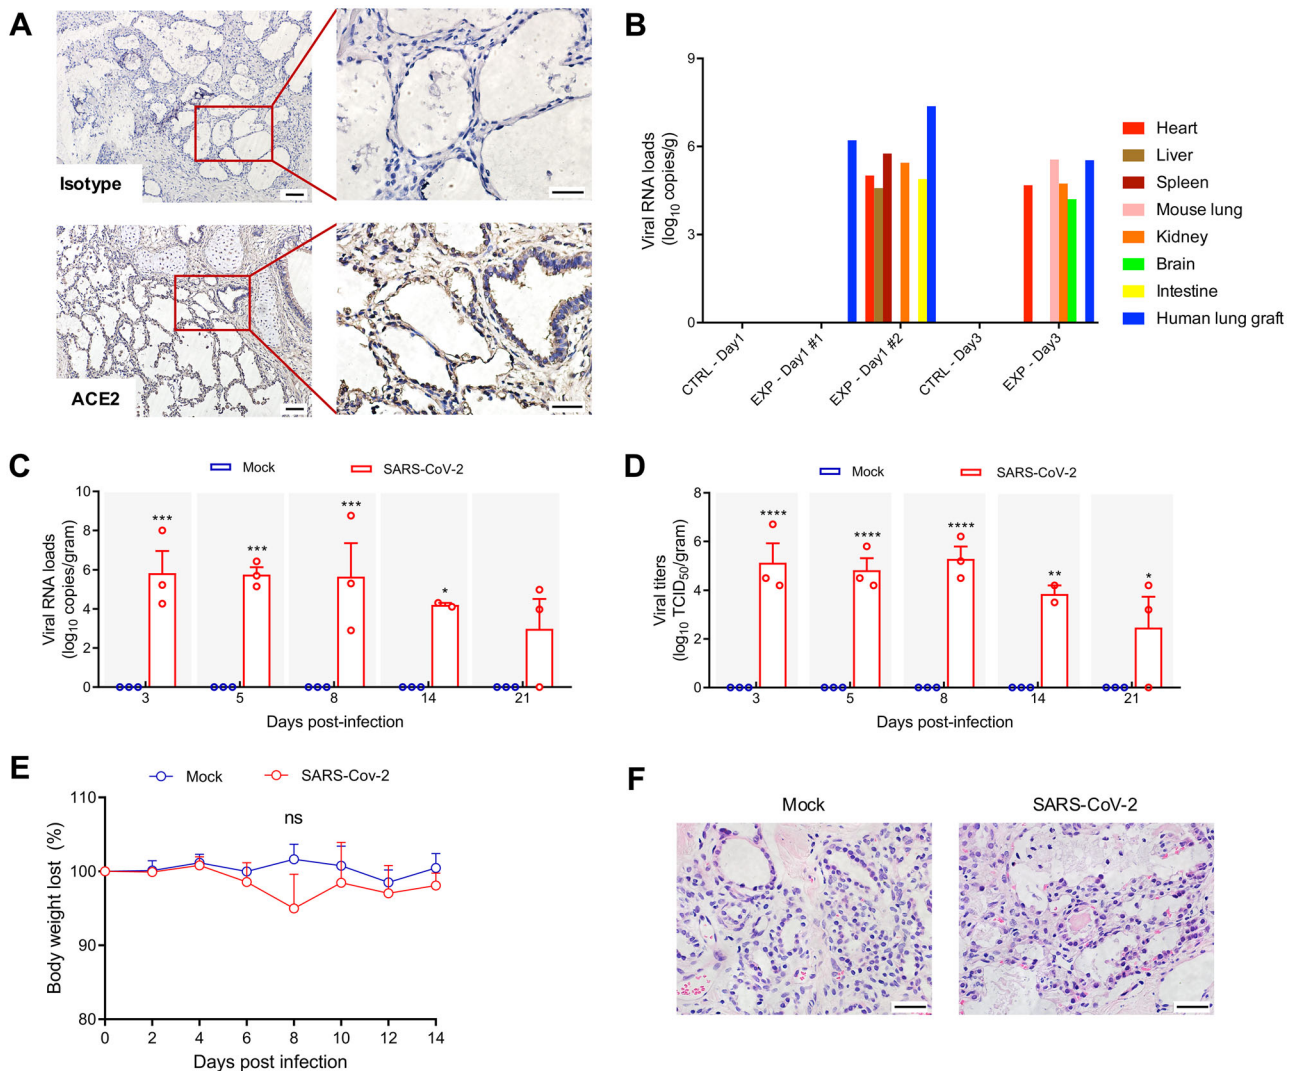 A
Isotype
ACE2
B
Viral RNA loads
(log10 copies/g)
9
6
3
0
CTRL - Day1
EXP - Day1 #1
EXP - Day1 #2
CTRL - Day3
EXP - Day3
Heart
Liver
Spleen
Mouse lung
Kidney
Brain
Intestine
Human lung graft
C
Mock
SARS-CoV-2
Viral RNA loads
(log10 copies/gram)
10
8
6
4
2
0
***
***
***
*
3
5
8
14
21
Days post-infection
D
Mock
SARS-CoV-2
Viral titers
(log10 TCID50/gram)
8
6
4
2
0
****
****
****
**
*
3
5
8
14
21
Days post-infection
E
Mock
SARS-Cov-2
Body weight lost (%)
110
100
90
80
ns
0
2
4
6
8
10
12
14
Days post infection
F
Mock
SARS-CoV-2